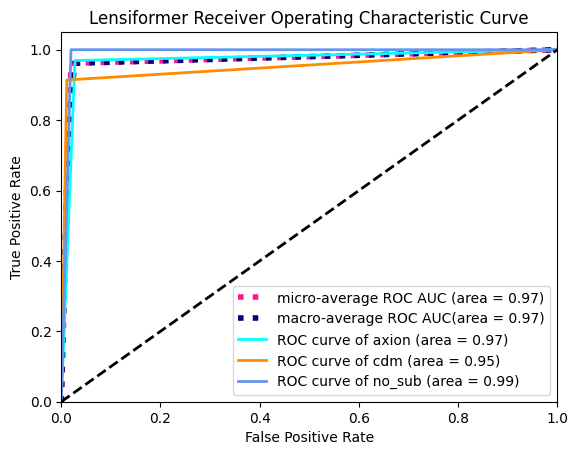 Lensiformer Receiver Operating Characteristic Curve
True Positive Rate
1.0
0.8
0.6
0.4
0.2
0.0
micro-average ROC AUC (area = 0.97)
macro-average ROC AUC(area = 0.97)
ROC curve of axion (area = 0.97)
ROC curve of cdm (area = 0.95)
ROC curve of no_sub (area = 0.99)
0.0 0.2 0.4 0.6 0.8 1.0
False Positive Rate